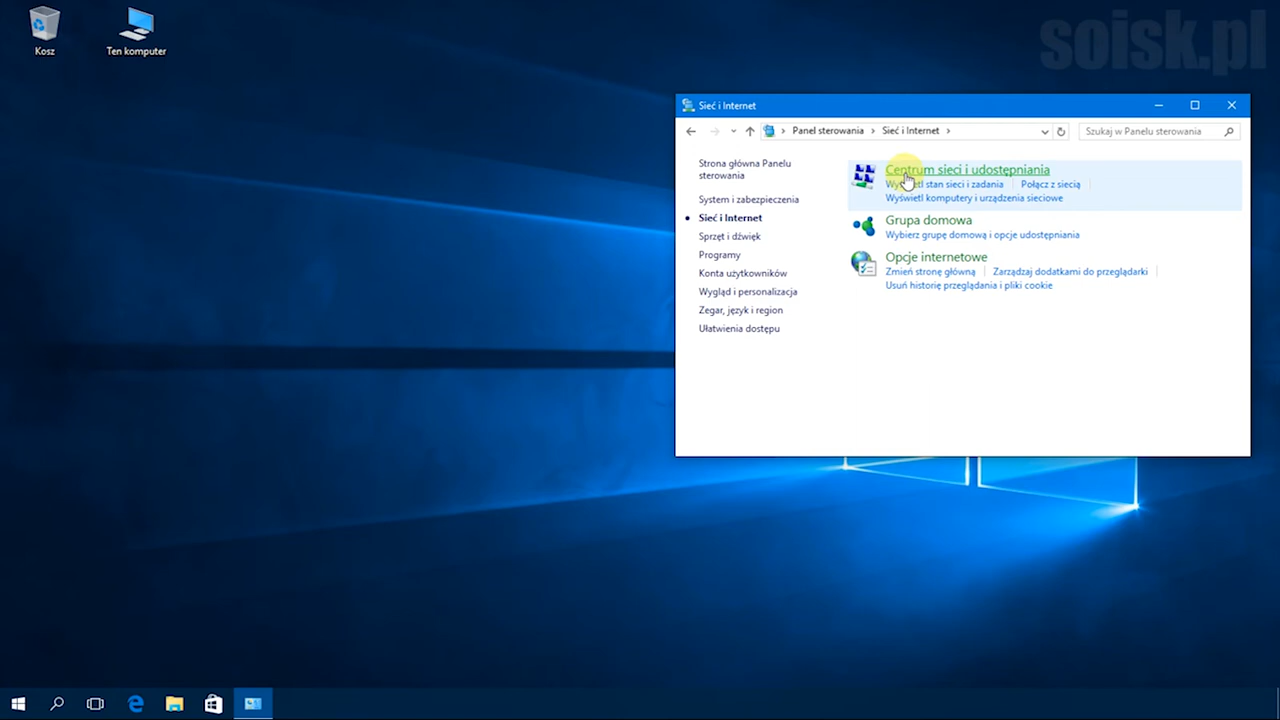 soisk.pl
Kosz
Ten komputer
Sieć i Internet
Panel sterowania
Sieć i Internet
Szukaj w Panelu sterowania
Strona główna Panelu
sterowania
System i zabezpieczenia
Sieć i Internet
Sprzęt i dźwięk
Programy
Konta użytkowników
Wygląd i personalizacja
Zegar, język i region
Ułatwienia dostępu
Centrum sieci i udostępniania
Wyświetl stan sieci i zadania
Połącz z siecią
Wyświetl komputery i urządzenia sieciowe
Grupa domowa
Wybierz grupę domową i opcje udostępniania
Opcje internetowe
Zmień stronę główną
Zarządzaj dodatkami do przeglądarki
Usuń historię przeglądania i pliki cookie